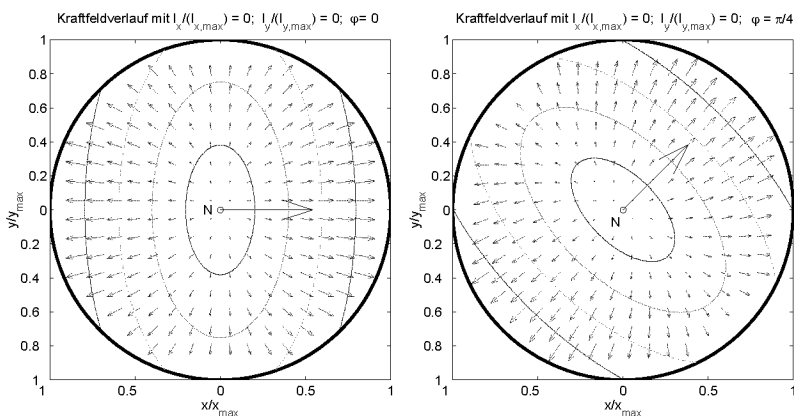 Kraftfeldverlauf mit I_x/(I_x,max) = 0; I_y/(I_y,max) = 0; φ= 0
1
0.8
0.6
0.4
0.2
0
0.2
0.4
0.6
0.8
1
y/y_max
N
1 0.5 0 0.5 1
x/x_max
Kraftfeldverlauf mit I_x/(I_x,max) = 0; I_y/(I_y,max) = 0; φ = π/4
1
0.8
0.6
0.4
0.2
0
0.2
0.4
0.6
0.8
1
y/y_max
N
1 0.5 0 0.5 1
x/x_max